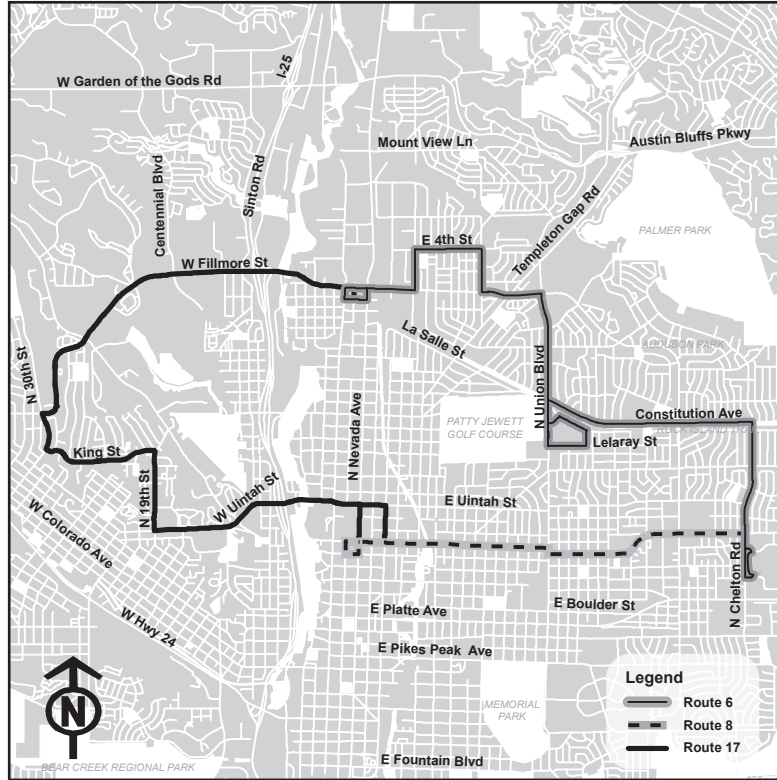 I-25
W Garden of the Gods Rd
Mount View Ln
Austin Bluffs Pkwy
Centennial Blvd
Sinton Rd
Templeton Gap Rd
PALMER PARK
E 4th St
W Fillmore St
La Salle St
N Union Blvd
AUDUBON PARK
N 30th St
N Nevada Ave
PATTY JEWETT
GOLF COURSE
Constitution Ave
ROCK ISLAND TRAIL
Lelaray St
King St
N 19th St
W Uintah St
E Uintah St
W Colorado Ave
N Chelton Rd
E Platte Ave
E Boulder St
W Hwy 24
E Pikes Peak Ave
MEMORIAL
PARK
Legend
Route 6
Route 8
Route 17
N
BEAR CREEK REGIONAL PARK
E Fountain Blvd